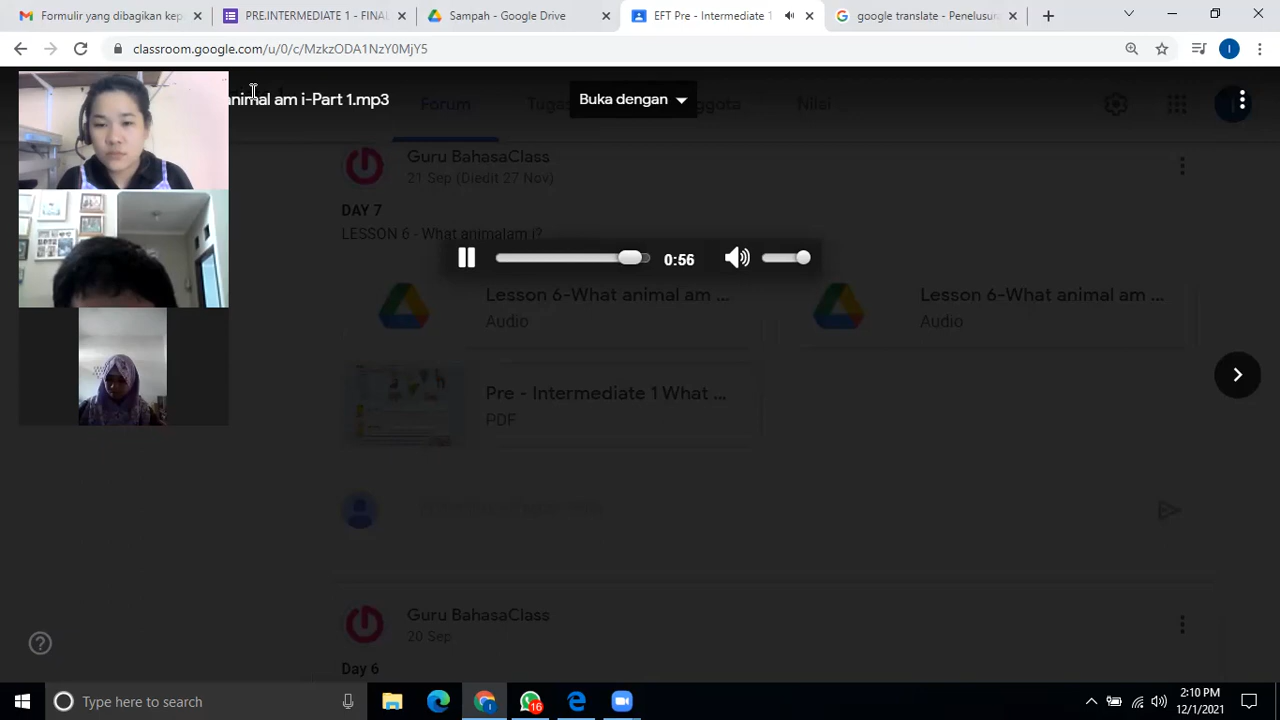 Formulir yang dibagikan kep
PRE.INTERMEDIATE 1 - FINAL
Sampah - Google Drive
EFT Pre - Intermediate 1
google translate - Penelusur
classroom.google.com/u/0/c/MzkzODA1NzY0MjY5
animal am i-Part 1.mp3
Buka dengan
Forum
Tugas
Nilai
Guru BahasaClass
21 Sep (Diedit 27 Nov)
DAY 7
LESSON 6 - What animalam i?
0:56
Lesson 6-What animal am ...
Audio
Lesson 6-What animal am ...
Audio
Pre - Intermediate 1 What ...
PDF
Guru BahasaClass
20 Sep
Day 6
Type here to search
16
2:10 PM
12/1/2021